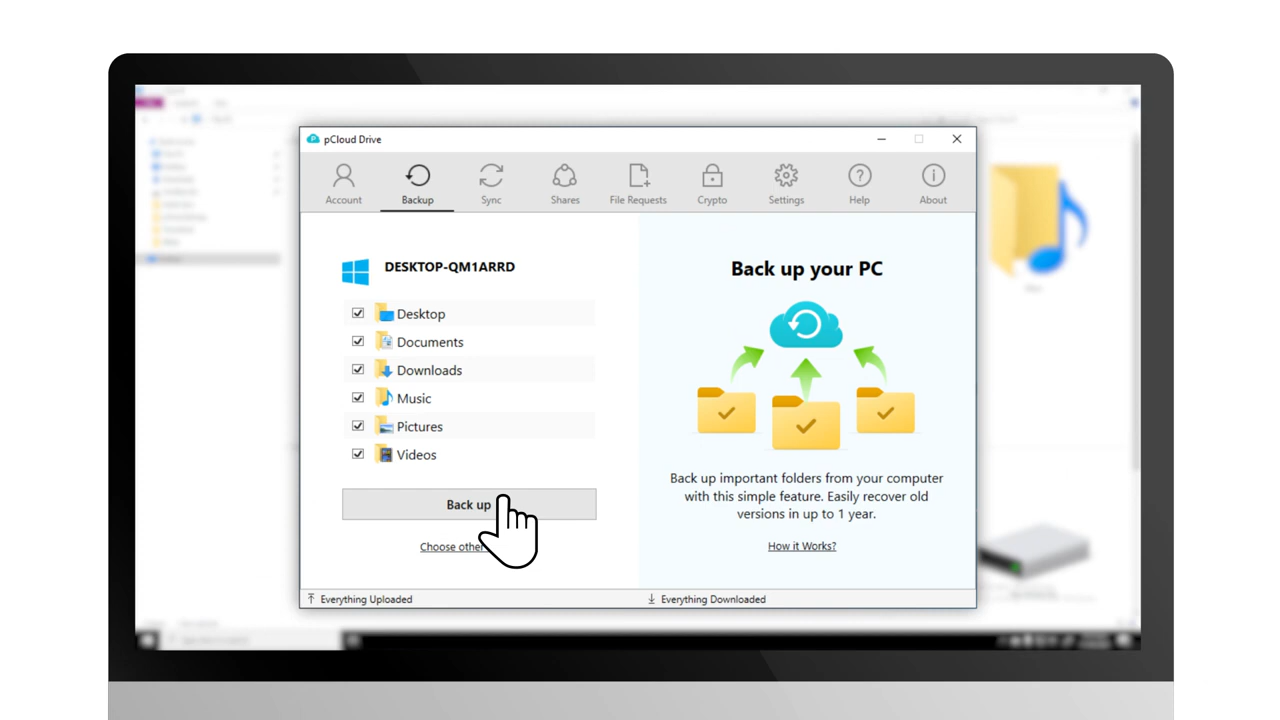 pCloud Drive
Account
Backup
Sync
Shares
File Requests
Crypto
Settings
Help
About
DESKTOP-QM1ARRD
Desktop
Documents
Downloads
Music
Pictures
Videos
Back up
Choose other
Back up your PC
Back up important folders from your computer
with this simple feature. Easily recover old
versions in up to 1 year.
How it Works?
Everything Uploaded
Everything Downloaded